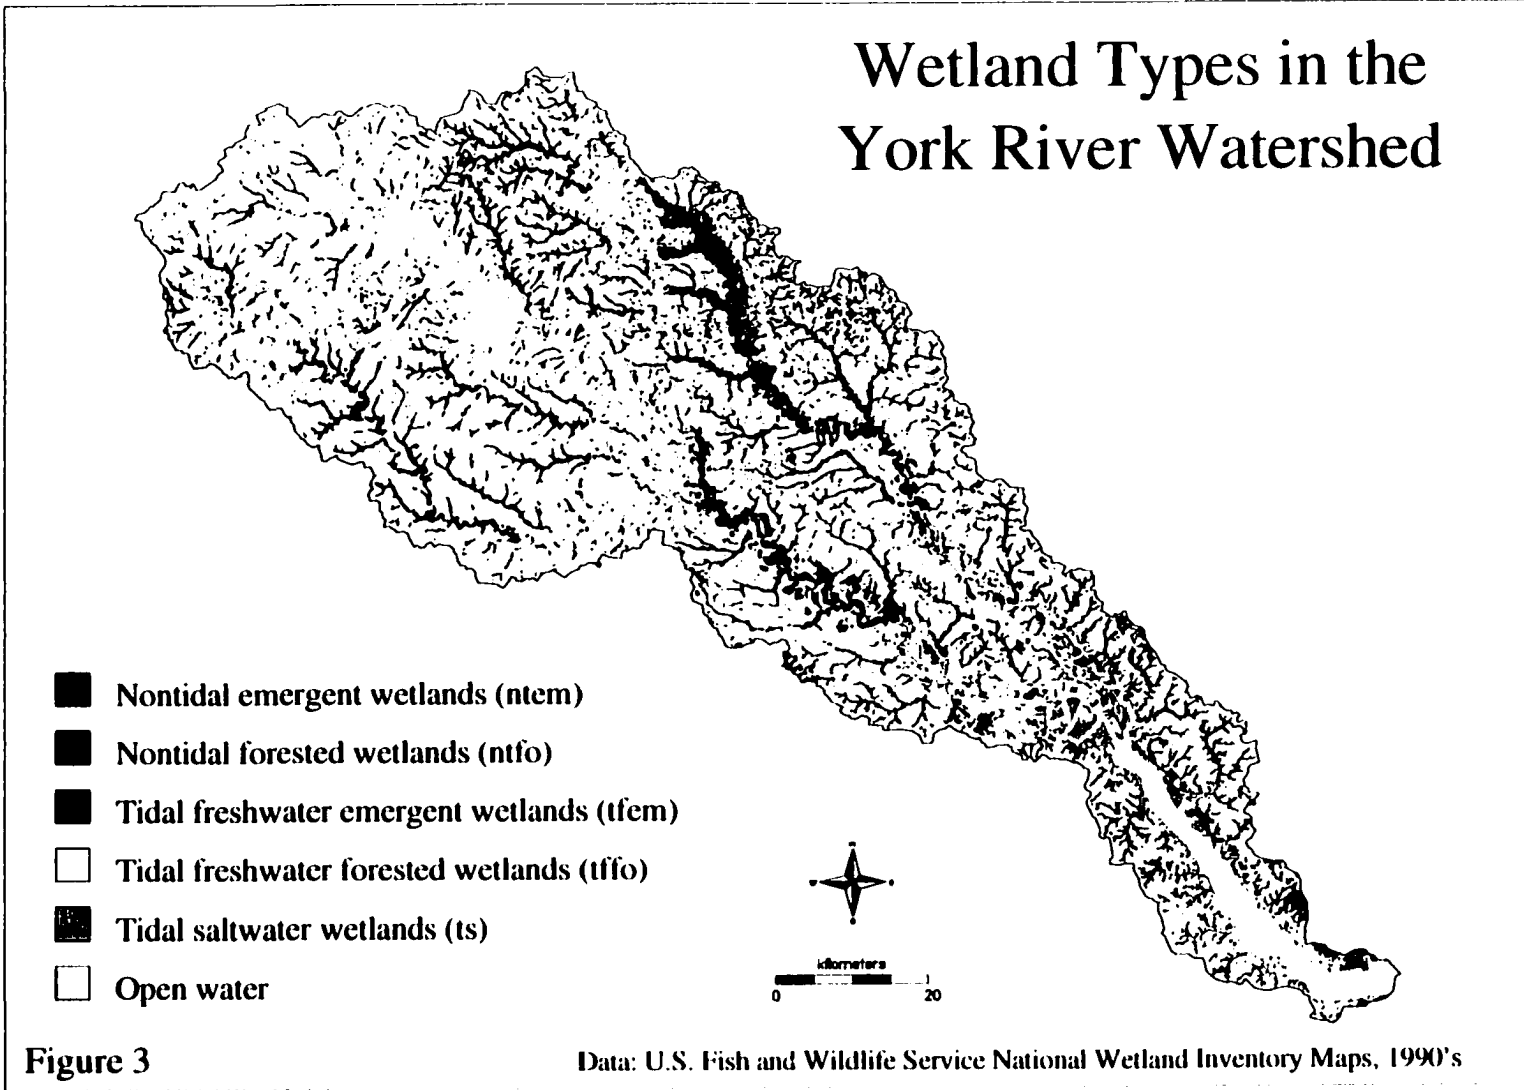 Wetland Types in the
York River Watershed
Nontidal emergent wetlands (ntem)
Nontidal forested wetlands (ntfo)
Tidal freshwater emergent wetlands (tfem)
Tidal freshwater forested wetlands (tffo)
Tidal saltwater wetlands (ts)
Open water
kilometers
0 20
Figure 3
Data: U.S. Fish and Wildlife Service National Wetland Inventory Maps, 1990's